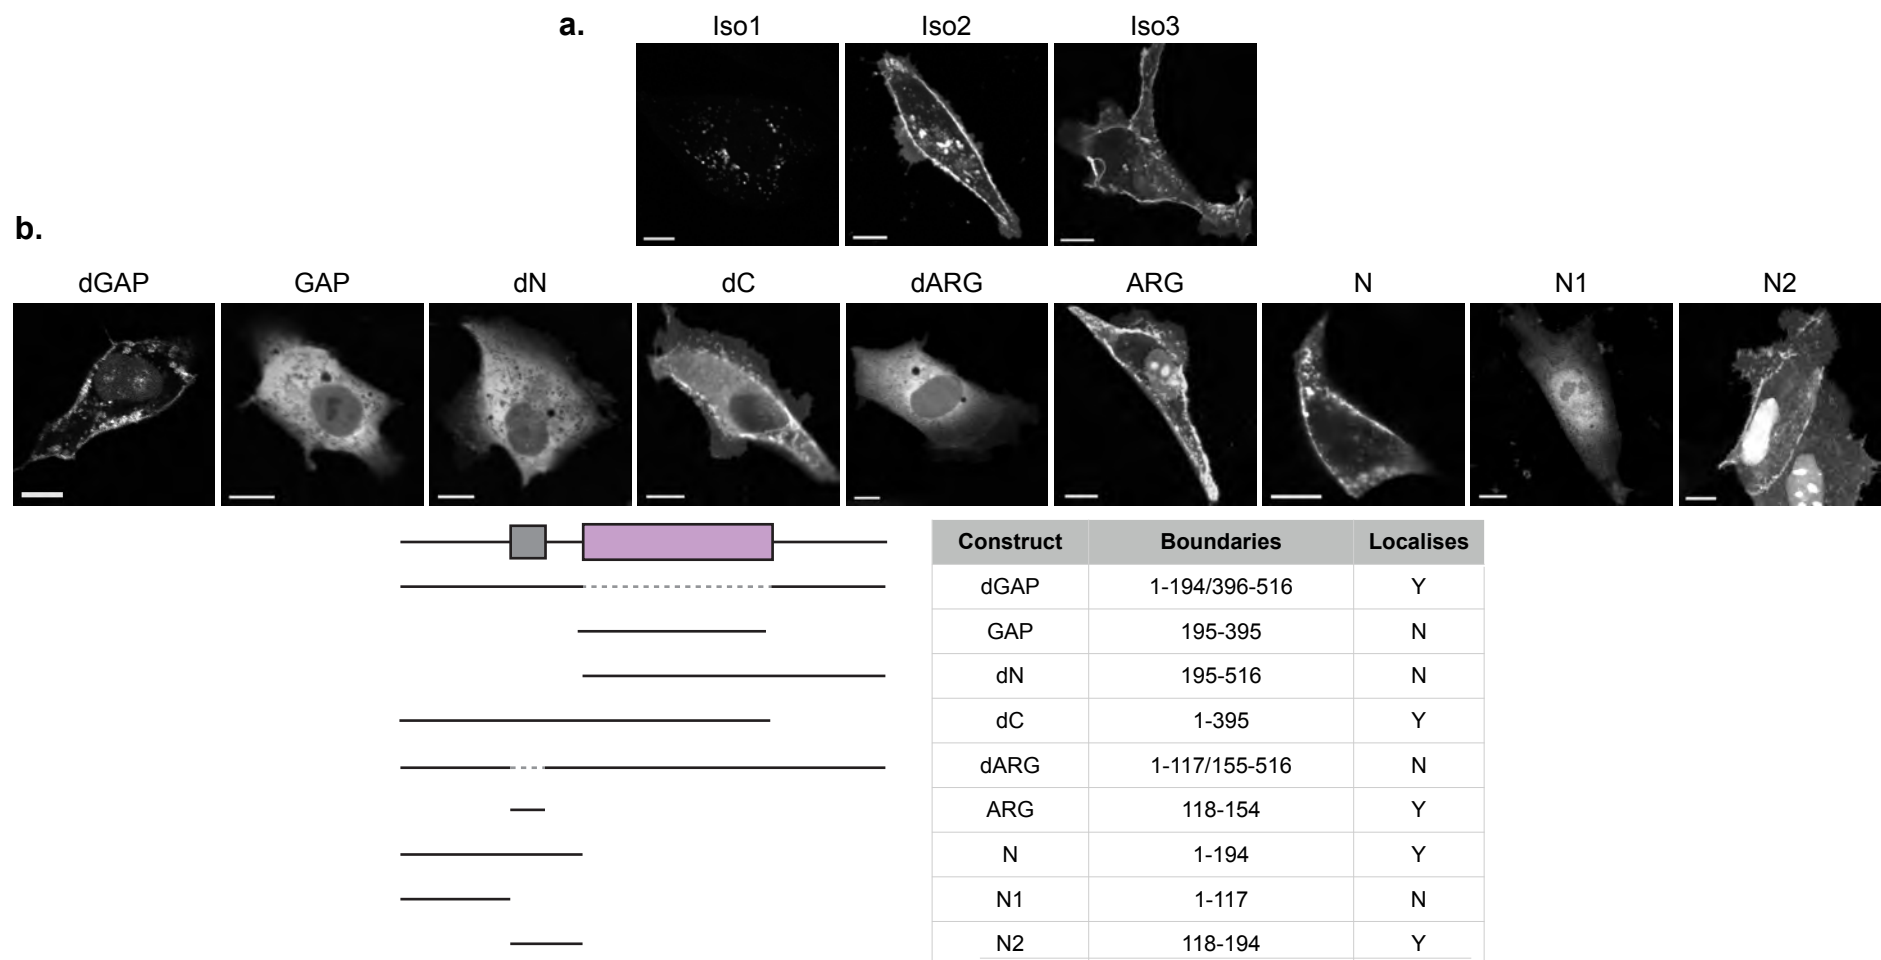 a.
Iso1 Iso2 Iso3
b.
dGAP GAP dN dC dARG ARG N N1 N2
Construct Boundaries Localises
dGAP 1-194/396-516 Y
GAP 195-395 N
dN 195-516 N
dC 1-395 Y
dARG 1-117/155-516 N
ARG 118-154 Y
N 1-194 Y
N1 1-117 N
N2 118-194 Y